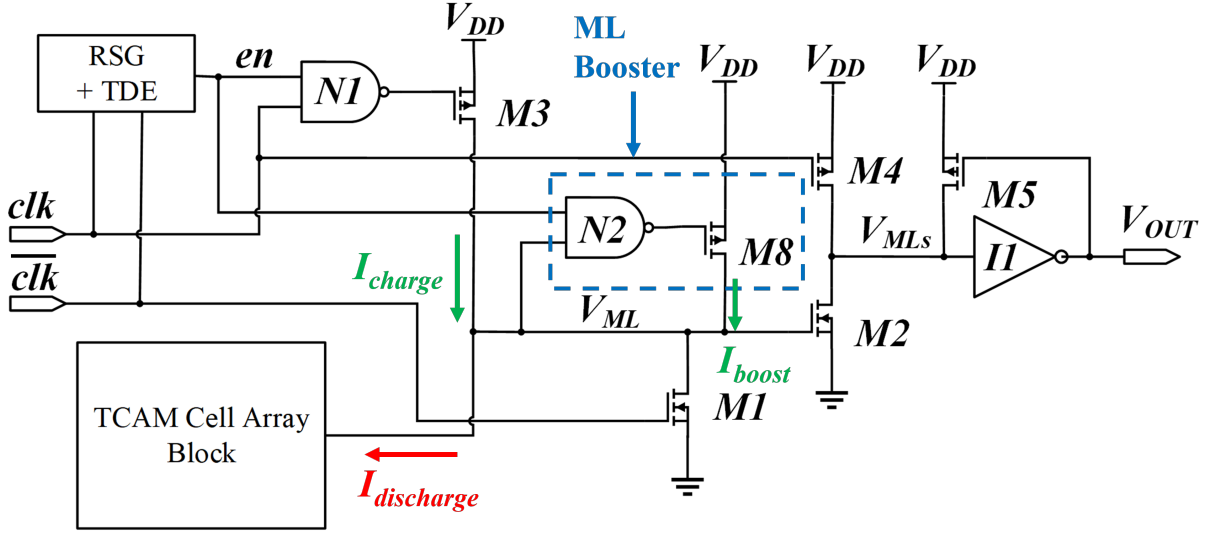 RSG
+ TDE
en
N1
V_DD
M3
ML
Booster
V_DD
V_DD
V_DD
M4
M5
clk
N2
M8
V_MLs
I1
V_OUT
I_charge
c̅l̅k̅
V_ML
M2
I_boost
M1
TCAM Cell Array
Block
I_discharge